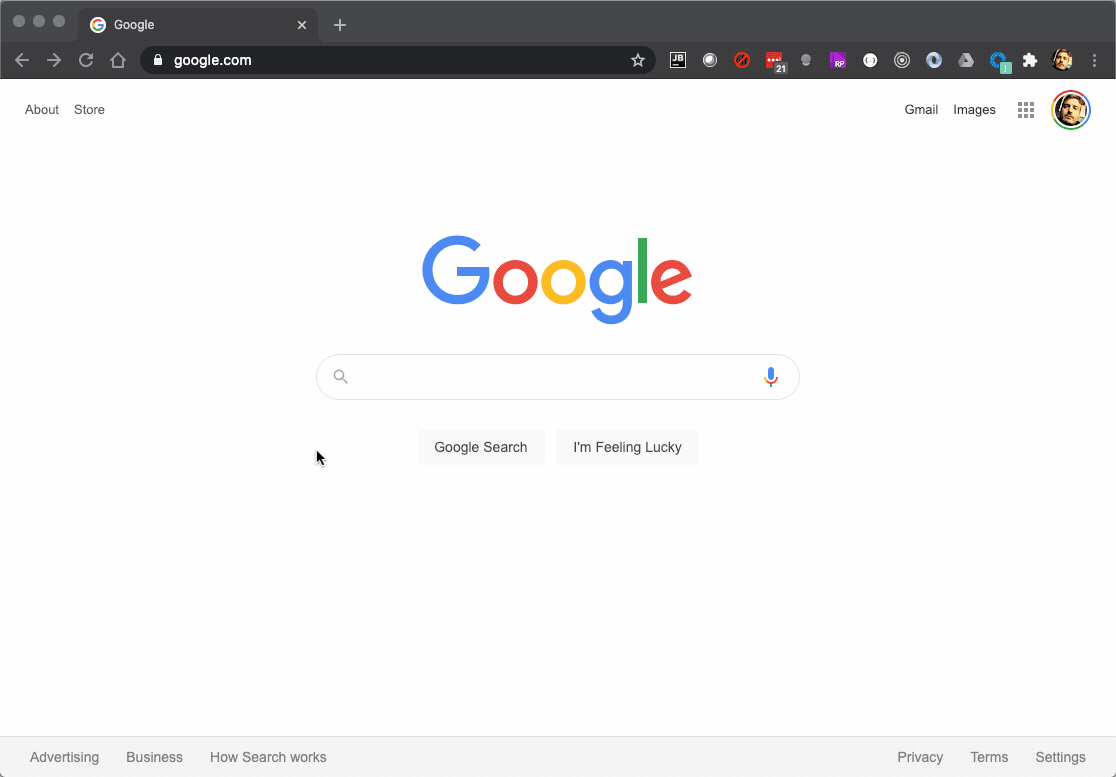 Google
google.com
JB
21
RP
About Store
Gmail Images
Google
Google Search I'm Feeling Lucky
Advertising Business How Search works
Privacy Terms Settings